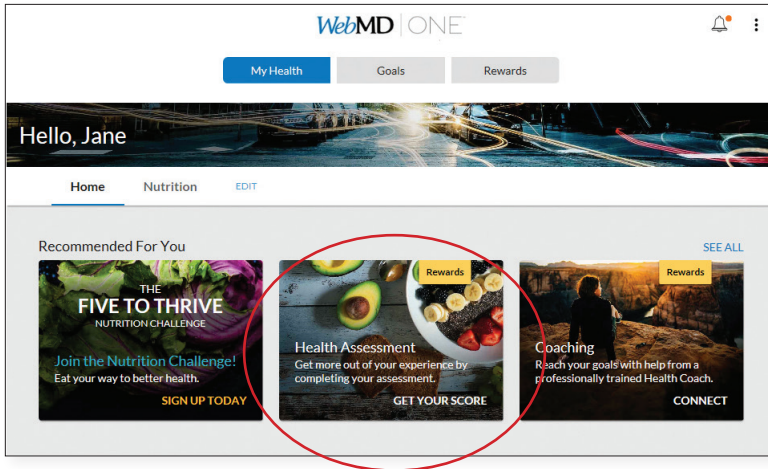 WebMD ONE
My Health Goals Rewards
Hello, Jane
Home Nutrition EDIT
Recommended For You SEE ALL
THE
FIVE TO THRIVE
NUTRITION CHALLENGE
Join the Nutrition Challenge!
Eat your way to better health.
SIGN UP TODAY
Rewards
Health Assessment
Get more out of your experience by
completing your assessment.
GET YOUR SCORE
Rewards
Coaching
Reach your goals with help from a
professionally trained Health Coach.
CONNECT